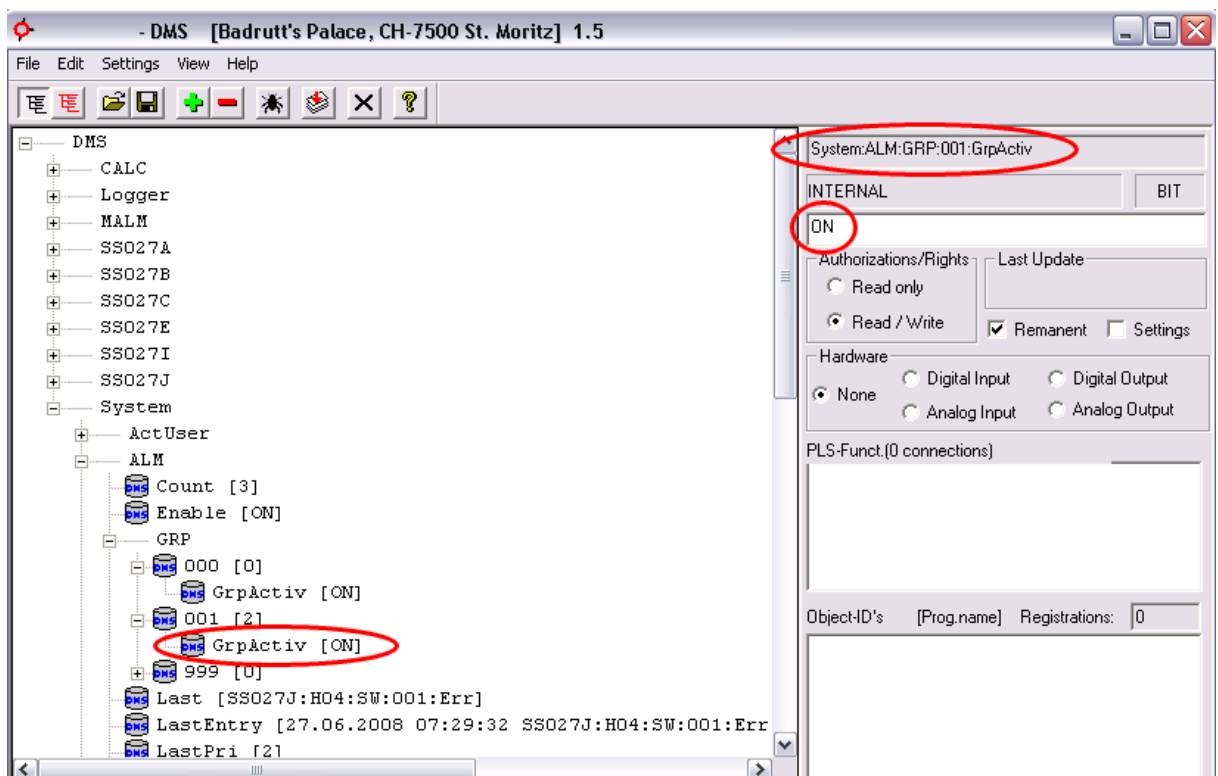 - DMS [Badrutt's Palace, CH-7500 St. Moritz] 1.5
File Edit Settings View Help
DMS
CALC
Logger
MALM
SS027A
SS027B
SS027C
SS027E
SS027I
SS027J
System
ActUser
ALM
Count [3]
Enable [ON]
GRP
000 [0]
GrpActiv [ON]
001 [2]
GrpActiv [ON]
999 [0]
Last [SS027J:H04:SW:001:Err]
LastEntry [27.06.2008 07:29:32 SS027J:H04:SW:001:Err
LastPri [2]
System:ALM:GRP:001:GrpActiv
INTERNAL BIT
ON
Authorizations/Rights Last Update
Read only
Read / Write Remanent Settings
Hardware
None Digital Input Digital Output
Analog Input Analog Output
PLS-Funct.(0 connections)
Object-ID's [Prog.name] Registrations: 0